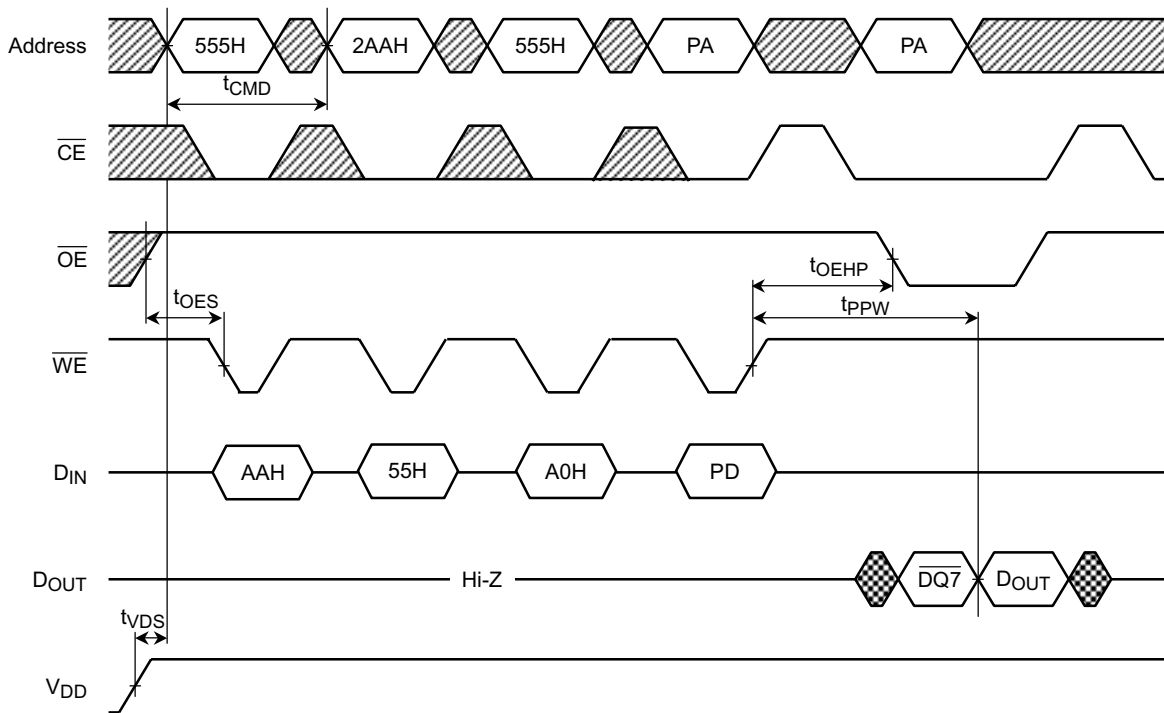 Address 555H 2AAH 555H PA PA
tCMD
CE
OE
tOEHP
tOES
tPPW
WE
DIN AAH 55H A0H PD
DOUT Hi-Z DQ7 DOUT
tVDS
VDD